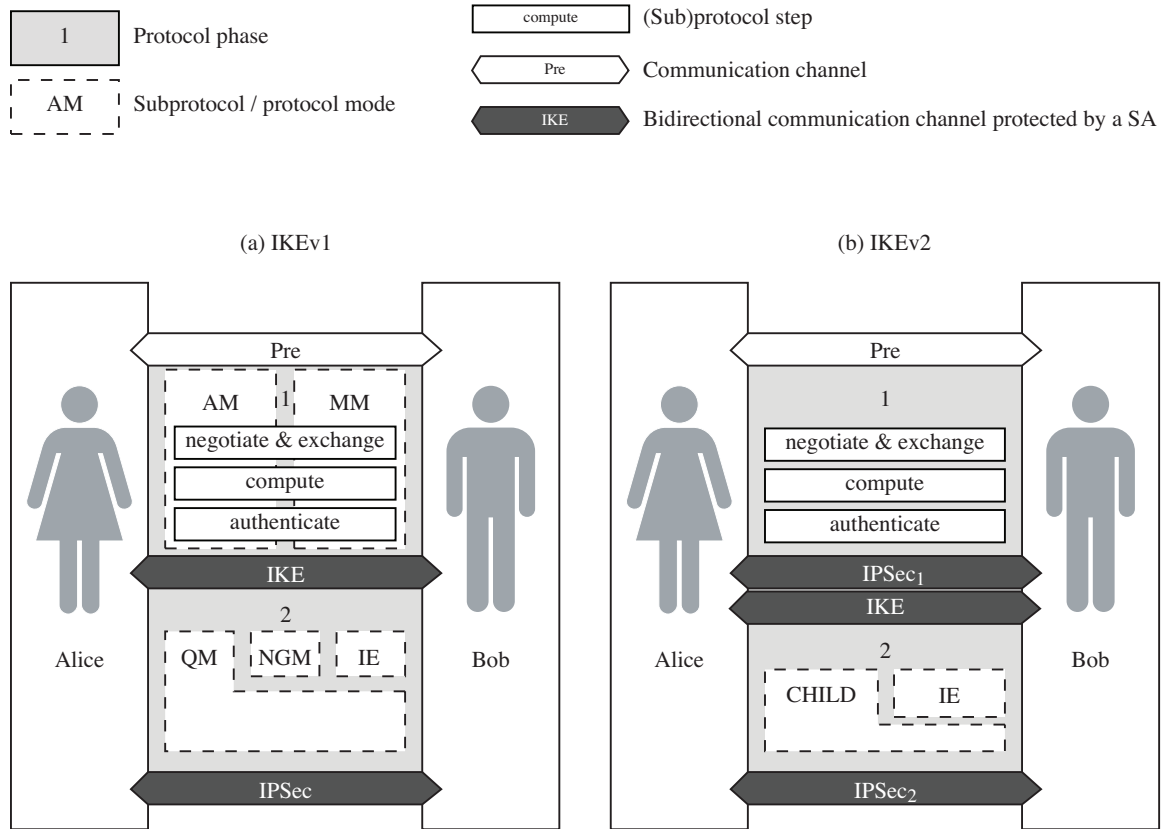 1 Protocol phase
AM Subprotocol / protocol mode
compute (Sub)protocol step
Pre Communication channel
IKE Bidirectional communication channel protected by a SA
(a) IKEv1
Pre
AM 1 MM
negotiate & exchange
compute
authenticate
IKE
2
QM NGM IE
Alice
Bob
IPSec
(b) IKEv2
Pre
1
negotiate & exchange
compute
authenticate
IPSec₁
IKE
2
CHILD IE
Alice
Bob
IPSec₂